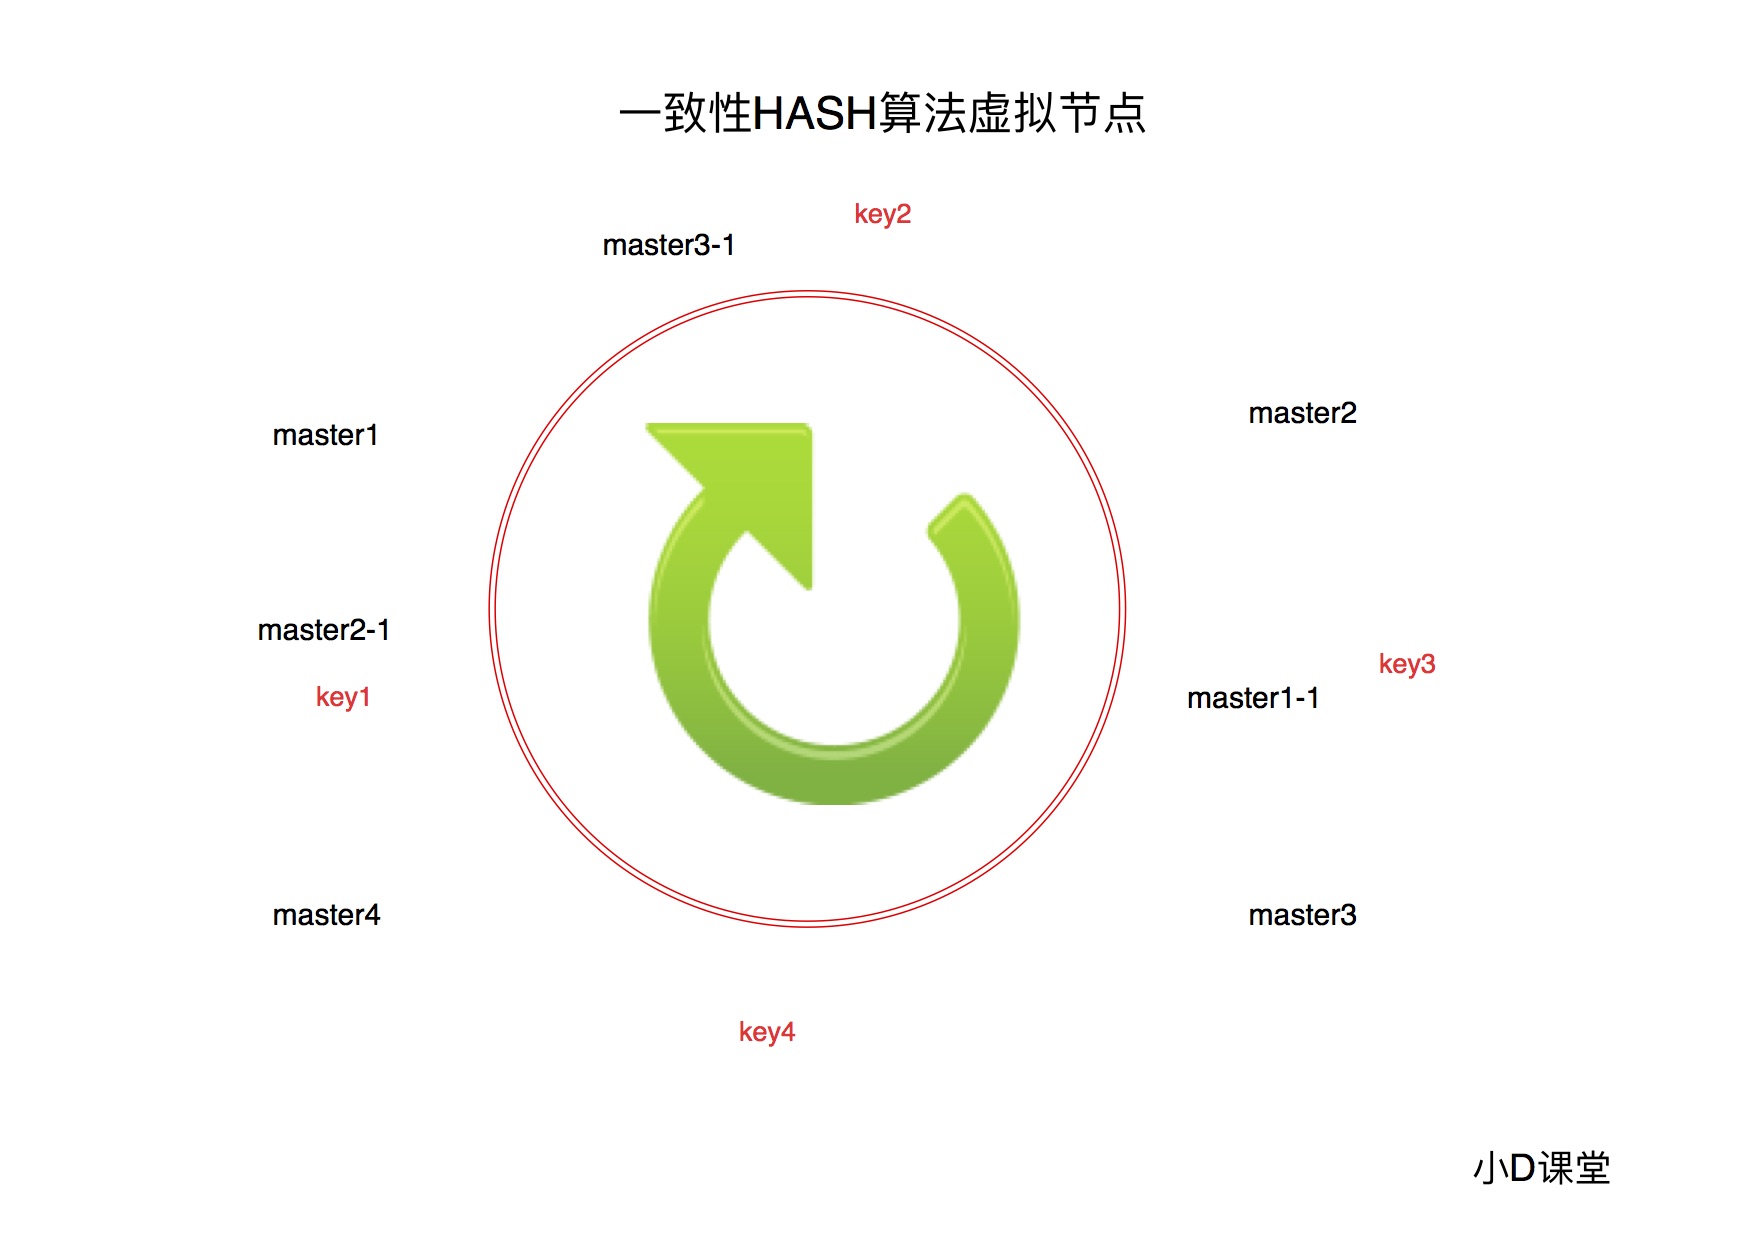 一致性HASH算法虚拟节点
key2
master3-1
master2
master1
master2-1
key3
key1
master1-1
master4
master3
key4
小D课堂